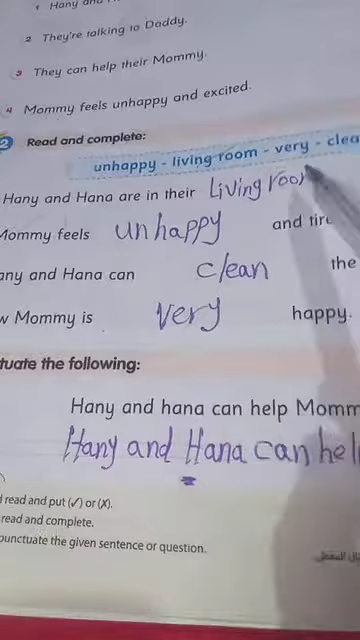 1 Hany and
2 They're talking to Daddy.
3 They can help their Mommy.
4 Mommy feels unhappy and excited.
2 Read and complete:
unhappy - living room - very - clea
Hany and Hana are in their Living roo
Mommy feels unhappy and tire
any and Hana can clean the
w Mommy is very happy.
tuate the following:
Hany and hana can help Momm
Hany and Hana can hel
read and put (✓) or (X).
read and complete.
punctuate the given sentence or question.